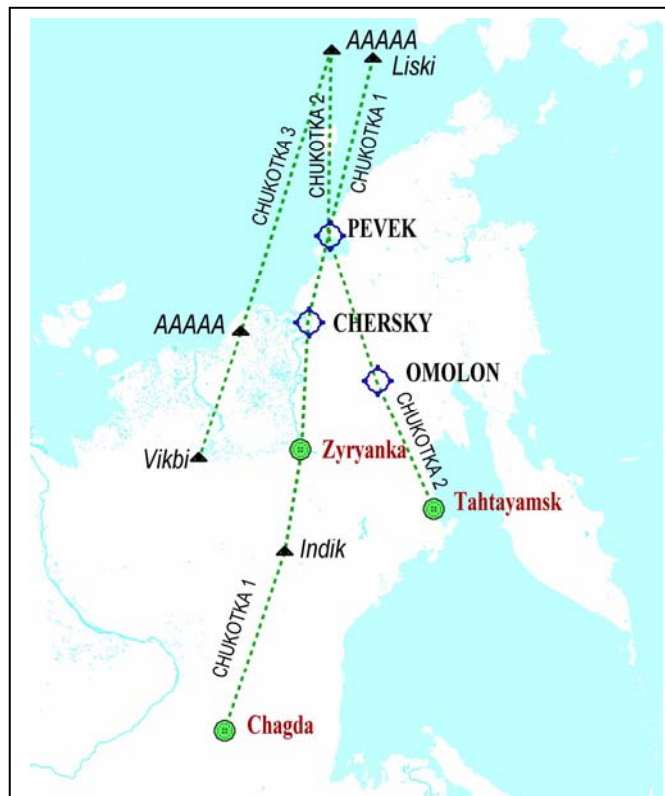 AAAAA
Liski
CHUKOTKA 3
CHUKOTKA 2
CHUKOTKA 1
PEVEK
AAAAA
CHERSKY
OMOLON
CHUKOTKA 2
Vikbi
Zyryanka
Tahtayamsk
Indik
CHUKOTKA 1
Chagda